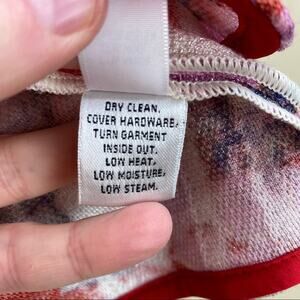 DRY CLEAN.
COVER HARDWARE,
TURN GARMENT
INSIDE OUT.
LOW HEAT,
LOW MOISTURE,
LOW STEAM.